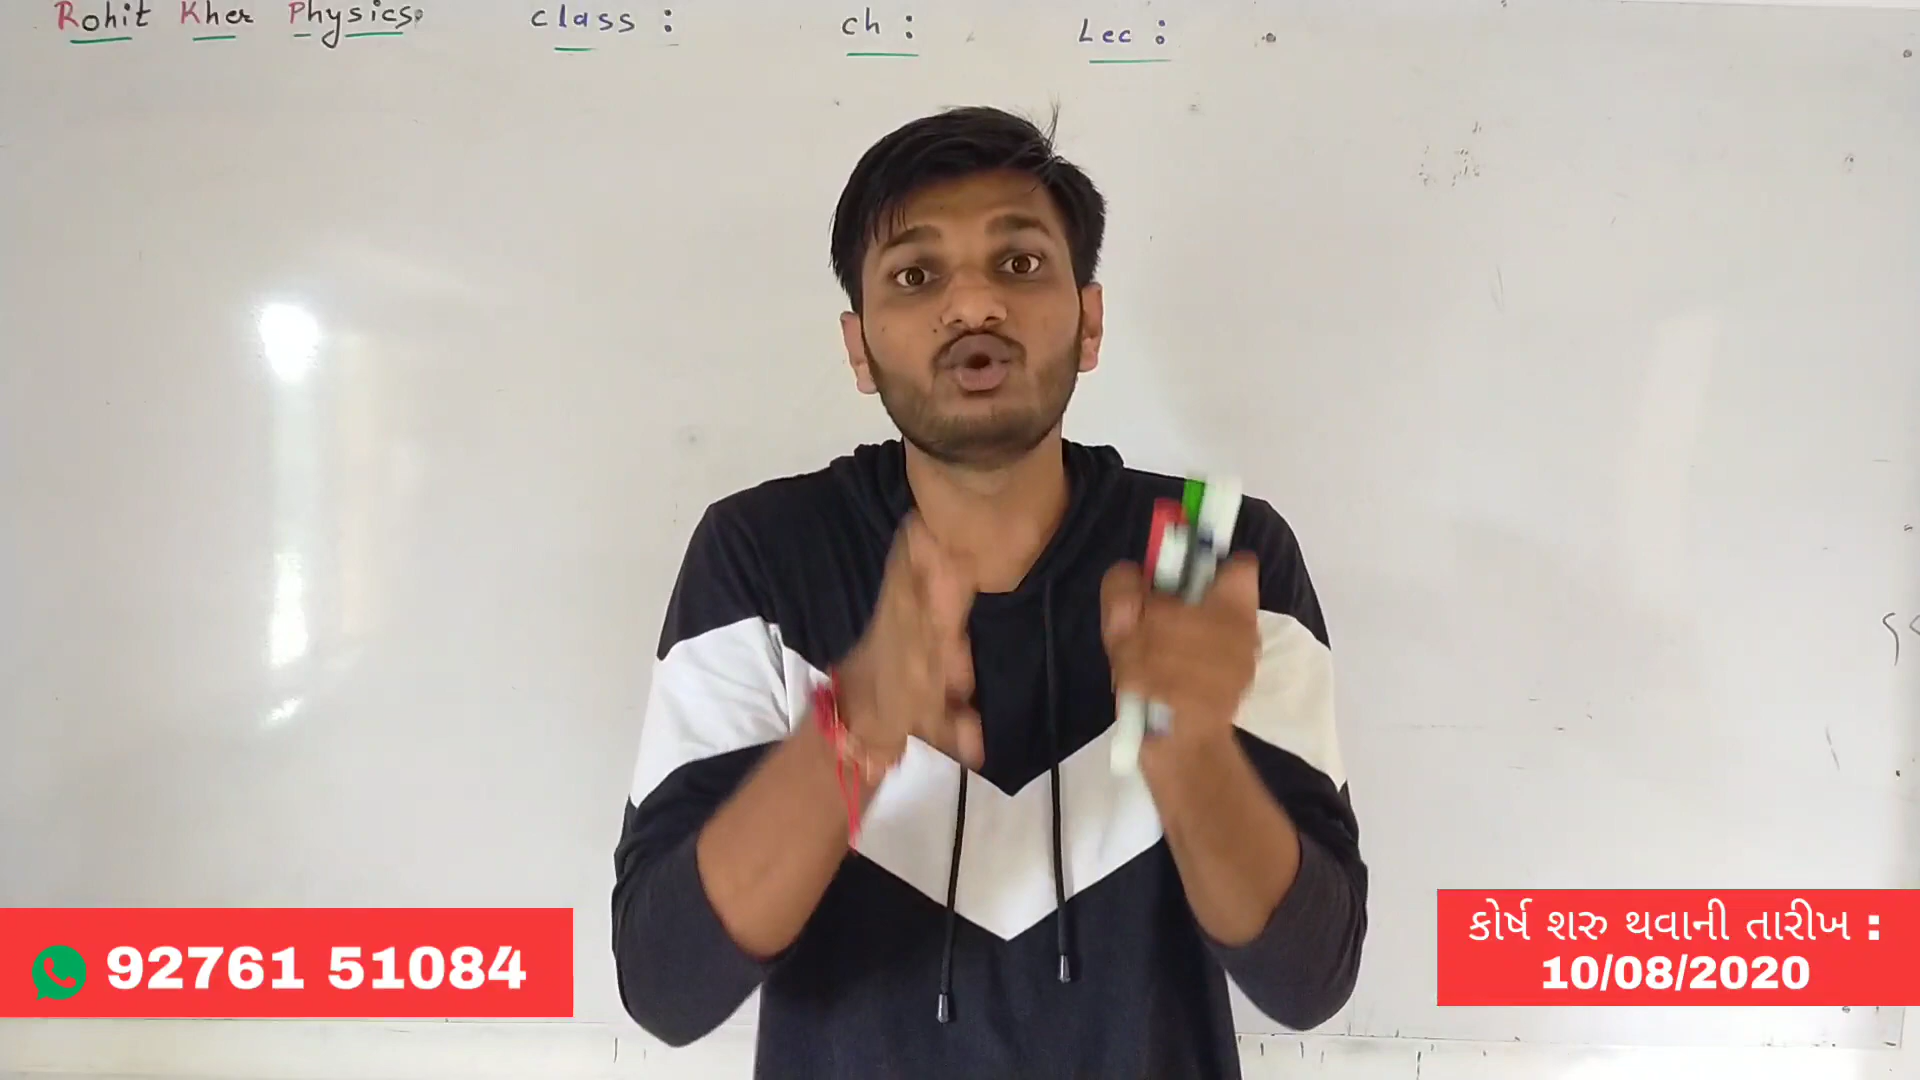 Rohit Kher Physics. class : ch : Lec :
92761 51084
કોર્ષ શરુ થવાની તારીખ :
10/08/2020